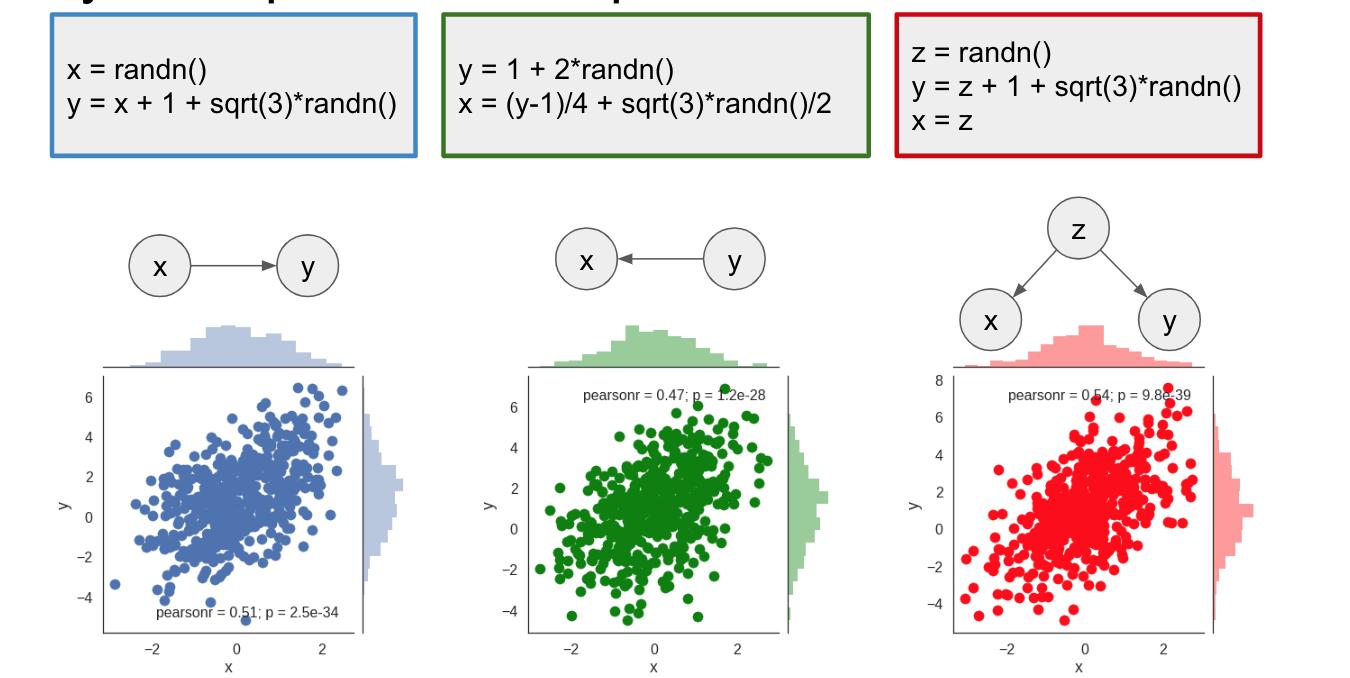 x = randn()
y = x + 1 + sqrt(3)*randn()
y = 1 + 2*randn()
x = (y-1)/4 + sqrt(3)*randn()/2
z = randn()
y = z + 1 + sqrt(3)*randn()
x = z
x
y
x
y
z
x
y
6
4
2
0
−2
−4
y
pearsonr = 0.51; p = 2.5e-34
−2
0
2
x
pearsonr = 0.47; p = 1.2e-28
6
4
2
0
−2
−4
y
−2
0
2
x
pearsonr = 0.54; p = 9.8e-39
8
6
4
2
0
−2
−4
y
−2
0
2
x